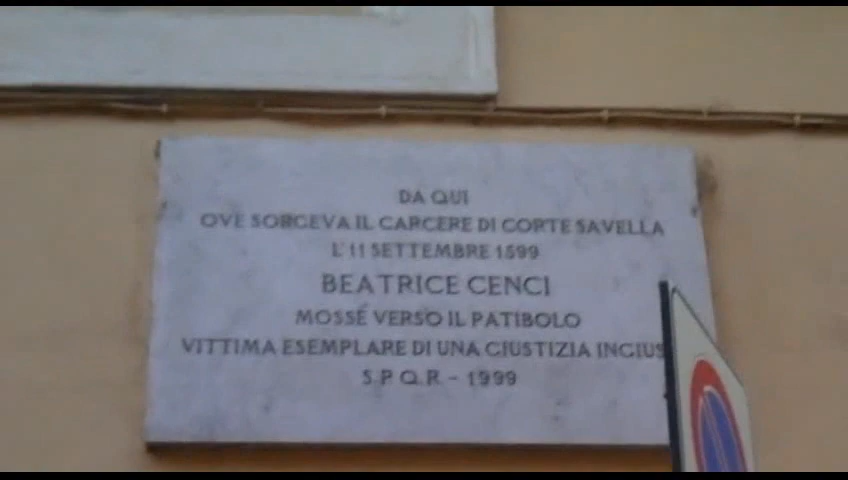 DA QUI
OVE SORGEVA IL CARCERE DI CORTE SAVELLA
L'11 SETTEMBRE 1599
BEATRICE CENCI
MOSSE VERSO IL PATIBOLO
VITTIMA ESEMPLARE DI UNA GIUSTIZIA INGIUS
S.P.Q.R. - 1999